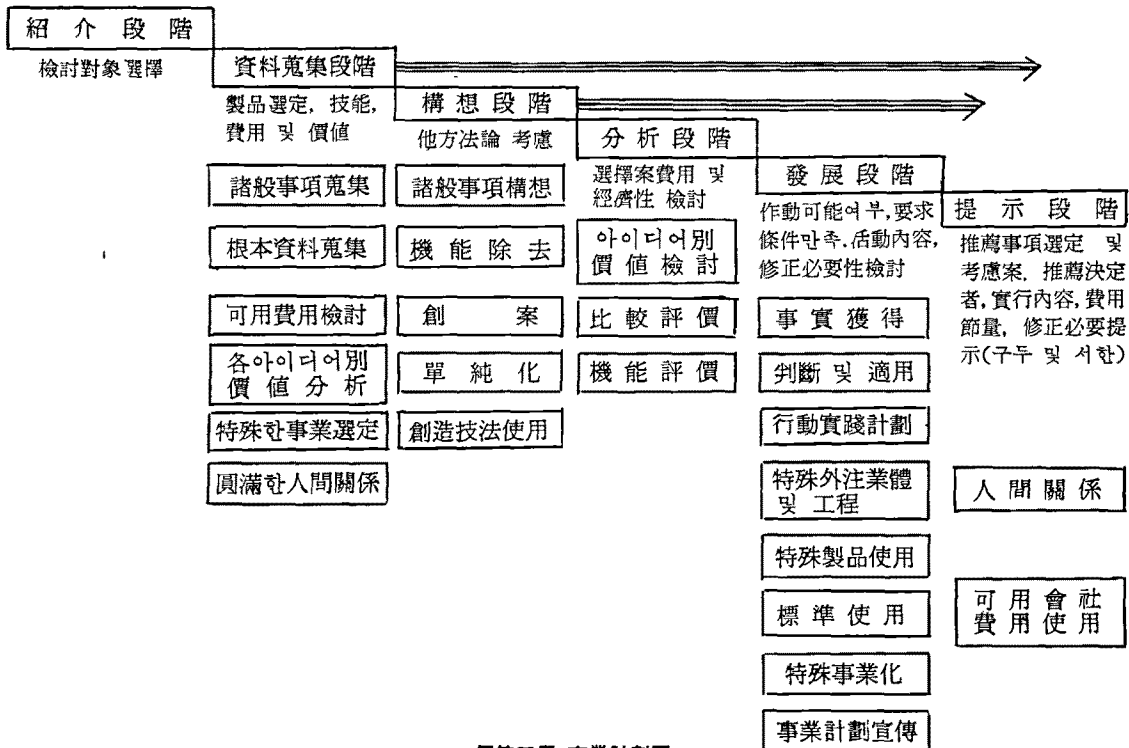 紹介段階
檢討對象選擇
資料蒐集段階
製品選定, 技能,
費用 및 價値
諸般事項蒐集
根本資料蒐集
可用費用檢討
各아이디어別
價値分析
特殊한事業選定
圓滿한人間關係
構想段階
他方法論 考慮
諸般事項構想
機能除去
創案
單純化
創造技法使用
分析段階
選擇案費用 및
經濟性 檢討
아이디어別
價値檢討
比較評價
機能評價
發展段階
作動可能여부,要求
條件만족.活動內容,
修正必要性檢討
事實獲得
判斷 및 適用
行動實踐計劃
特殊外注業體
및 工程
特殊製品使用
標準使用
特殊事業化
事業計劃宣傳
提示段階
推薦事項選定 및
考慮案, 推薦決定
者,實行內容,費用
節量, 修正必要提
示(구두 및 서한)
人間關係
可用會社
費用使用